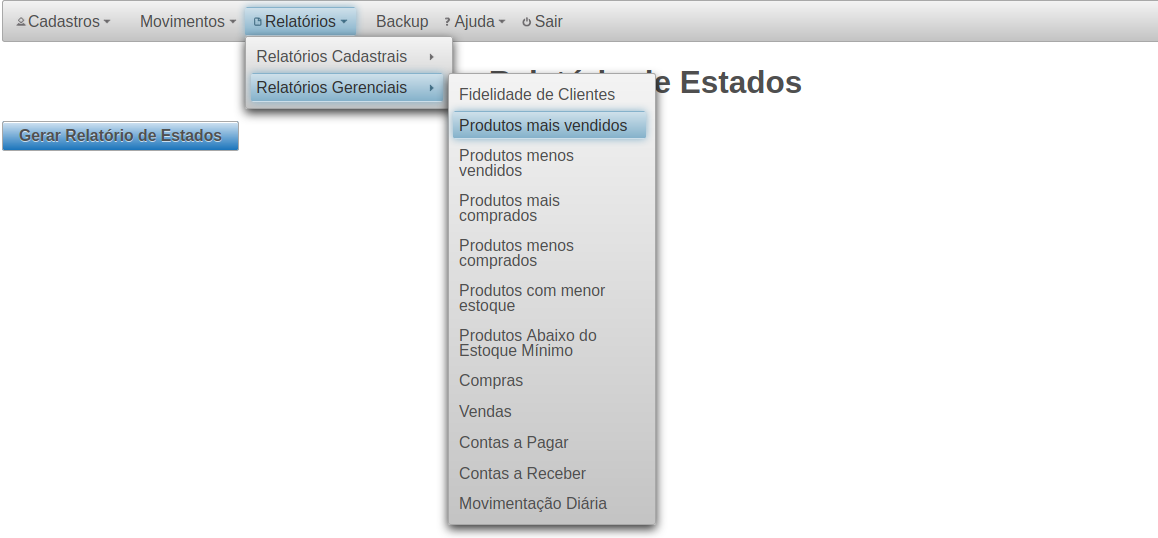 Cadastros Movimentos Relatórios Backup ? Ajuda Sair
Relatórios Cadastrais
Relatórios Gerenciais
de Estados
Gerar Relatório de Estados
Fidelidade de Clientes
Produtos mais vendidos
Produtos menos
vendidos
Produtos mais
comprados
Produtos menos
comprados
Produtos com menor
estoque
Produtos Abaixo do
Estoque Mínimo
Compras
Vendas
Contas a Pagar
Contas a Receber
Movimentação Diária